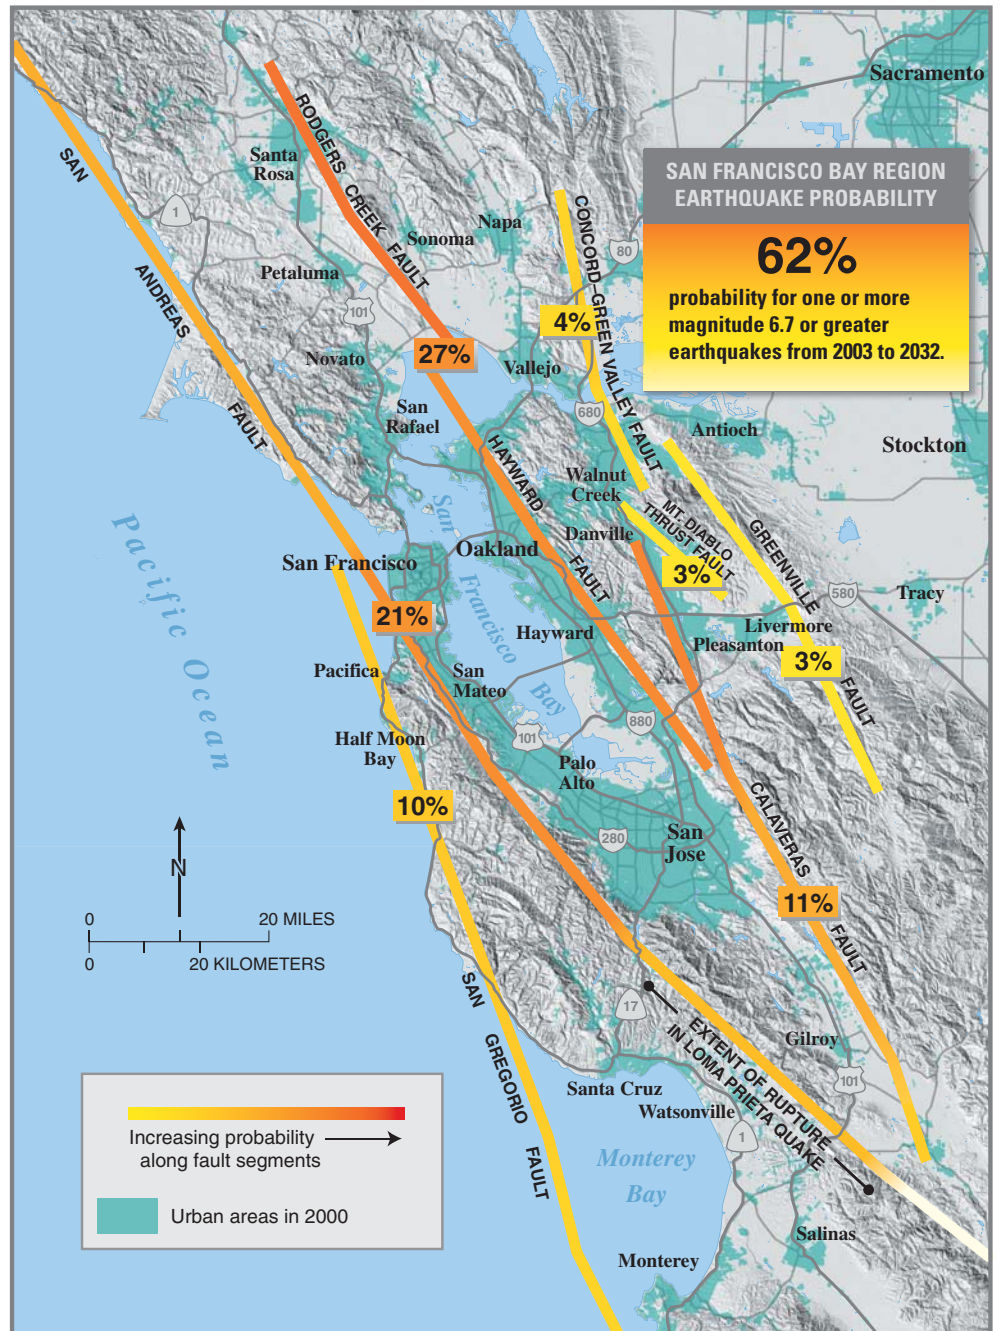 Sacramento
SAN FRANCISCO BAY REGION
EARTHQUAKE PROBABILITY
62%
probability for one or more
magnitude 6.7 or greater
earthquakes from 2003 to 2032.
SAN
ANDREAS
FAULT
RODGERS
CREEK FAULT
Santa
Rosa
1
Napa
Sonoma
CONCORD–GREEN VALLEY FAULT
80
Petaluma
101
4%
27%
Novato
Vallejo
San
Rafael
680
Antioch
Stockton
HAYWARD
FAULT
Walnut
Creek
MT. DIABLO
THRUST FAULT
GREENVILLE
FAULT
Danville
3%
Pacific Ocean
San
Francisco
Bay
San Francisco
Oakland
580
Tracy
21%
Hayward
Livermore
Pleasanton
3%
Pacifica
San
Mateo
880
101
Half Moon
Bay
Palo
Alto
10%
280
San
Jose
CALAVERAS
FAULT
11%
N
0
20 MILES
0
20 KILOMETERS
SAN
GREGORIO
FAULT
17
EXTENT OF RUPTURE
IN LOMA PRIETA QUAKE
Gilroy
101
Santa Cruz
Watsonville
1
Monterey
Bay
Salinas
Monterey
Increasing probability
along fault segments
Urban areas in 2000